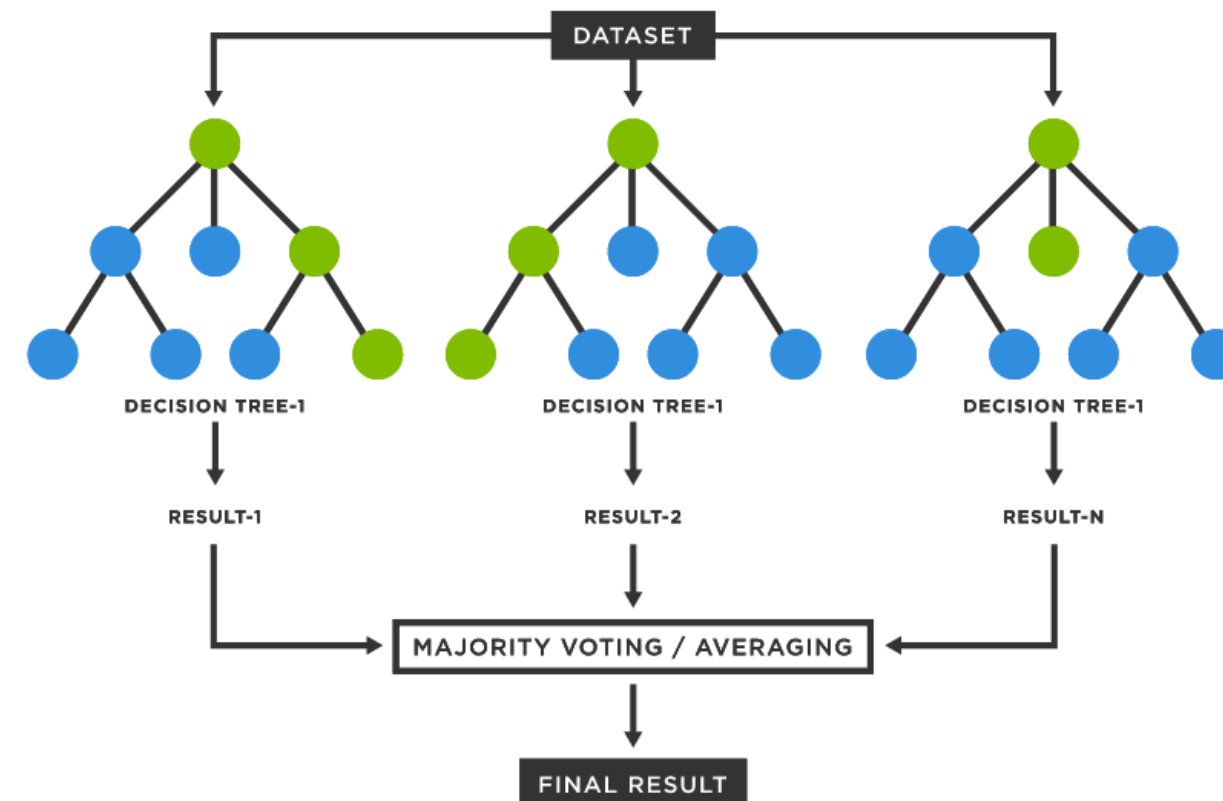 DATASET
DECISION TREE-1
DECISION TREE-1
DECISION TREE-1
RESULT-1
RESULT-2
RESULT-N
MAJORITY VOTING / AVERAGING
FINAL RESULT